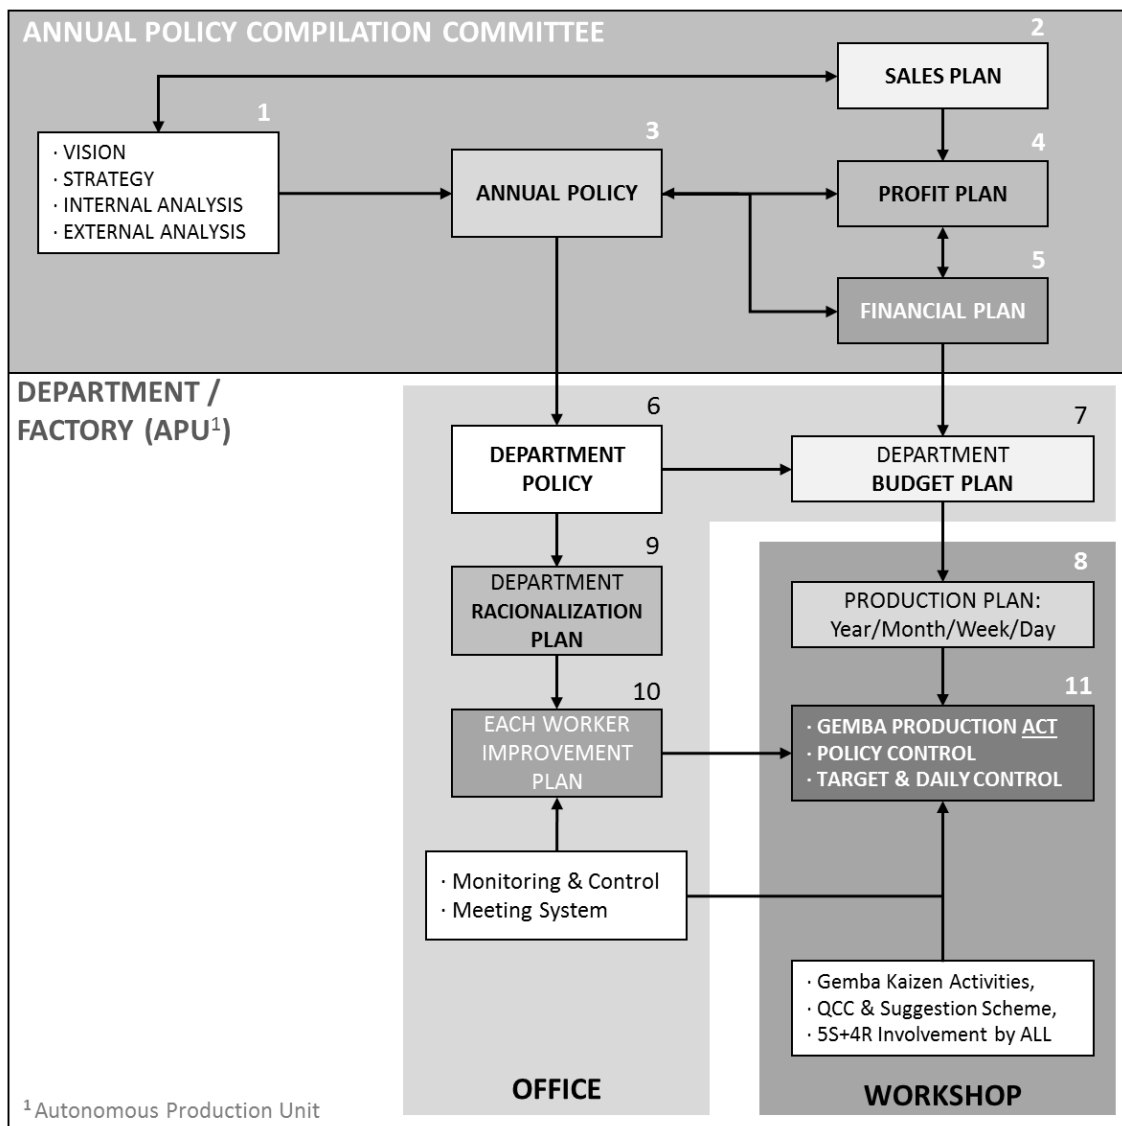 ANNUAL POLICY COMPILATION COMMITTEE
2
SALES PLAN
1
· VISION
· STRATEGY
· INTERNAL ANALYSIS
· EXTERNAL ANALYSIS
3
ANNUAL POLICY
4
PROFIT PLAN
5
FINANCIAL PLAN
DEPARTMENT /
FACTORY (APU¹)
6
DEPARTMENT
POLICY
7
DEPARTMENT
BUDGET PLAN
9
DEPARTMENT
RACIONALIZATION
PLAN
8
PRODUCTION PLAN:
Year/Month/Week/Day
10
EACH WORKER
IMPROVEMENT
PLAN
11
· GEMBA PRODUCTION ACT
· POLICY CONTROL
· TARGET & DAILY CONTROL
· Monitoring & Control
· Meeting System
· Gemba Kaizen Activities,
· QCC & Suggestion Scheme,
· 5S+4R Involvement by ALL
OFFICE
WORKSHOP
¹ Autonomous Production Unit